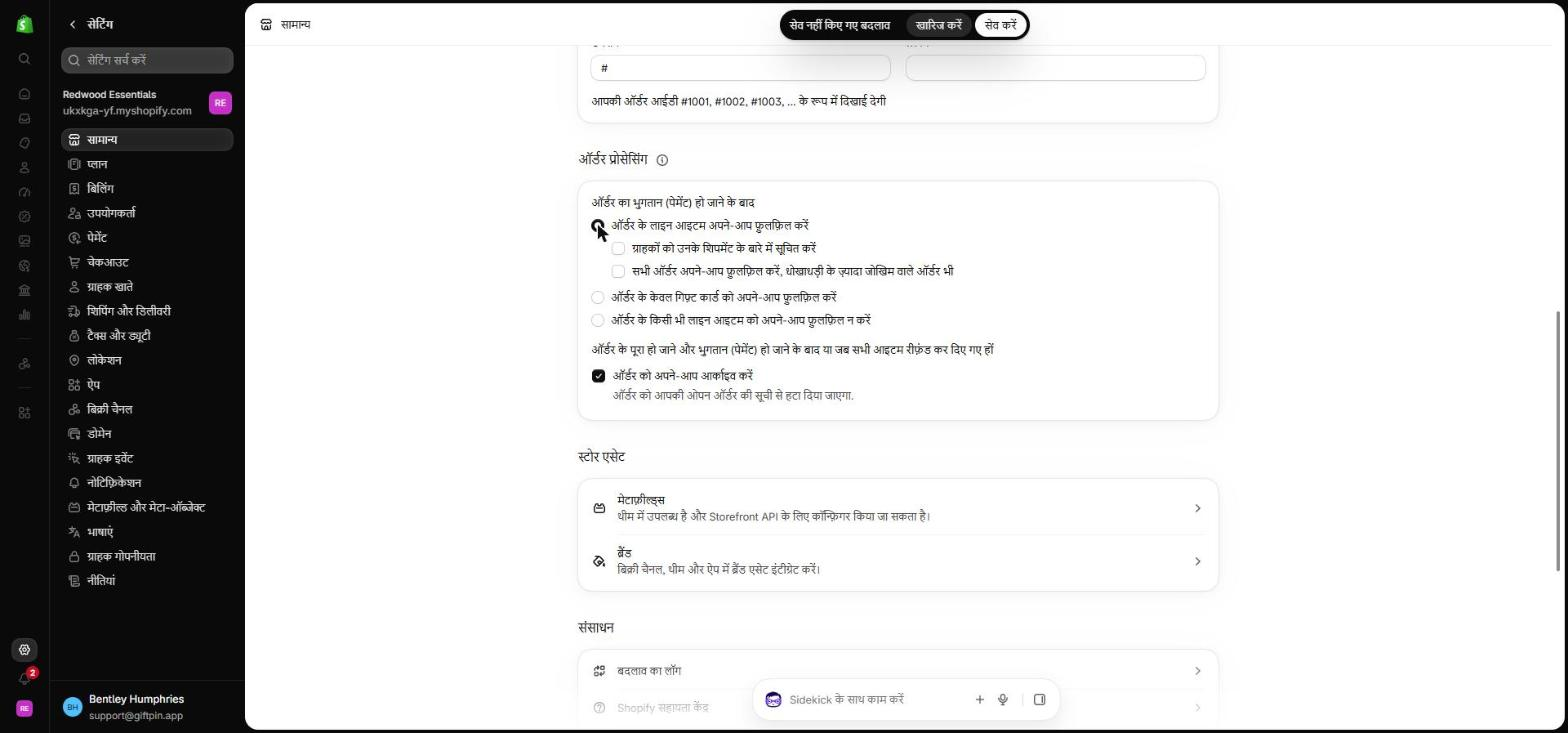 सेटिंग
सेटिंग सर्च करें
Redwood Essentials
ukxkga-yf.myshopify.com
RE
सामान्य
प्लान
बिलिंग
उपयोगकर्ता
पेमेंट
चेकआउट
ग्राहक खाते
शिपिंग और डिलीवरी
टैक्स और ड्यूटी
लोकेशन
ऐप
बिक्री चैनल
डोमेन
ग्राहक इवेंट
नोटिफ़िकेशन
मेटाफ़ील्ड और मेटा-ऑब्जेक्ट
भाषाएं
ग्राहक गोपनीयता
नीतियां
2
RE
BH
Bentley Humphries
support@giftpin.app
सामान्य
सेव नहीं किए गए बदलाव
खारिज करें
सेव करें
#
आपकी ऑर्डर आईडी #1001, #1002, #1003, ... के रूप में दिखाई देगी
ऑर्डर प्रोसेसिंग
ऑर्डर का भुगतान (पेमेंट) हो जाने के बाद
ऑर्डर के लाइन आइटम अपने-आप फ़ुलफ़िल करें
ग्राहकों को उनके शिपमेंट के बारे में सूचित करें
सभी ऑर्डर अपने-आप फ़ुलफ़िल करें, धोखाधड़ी के ज़्यादा जोखिम वाले ऑर्डर भी
ऑर्डर के केवल गिफ़्ट कार्ड को अपने-आप फ़ुलफ़िल करें
ऑर्डर के किसी भी लाइन आइटम को अपने-आप फ़ुलफ़िल न करें
ऑर्डर के पूरा हो जाने और भुगतान (पेमेंट) हो जाने के बाद या जब सभी आइटम रीफ़ंड कर दिए गए हों
ऑर्डर को अपने-आप आर्काइव करें
ऑर्डर को आपकी ओपन ऑर्डर की सूची से हटा दिया जाएगा.
स्टोर एसेट
मेटाफ़ील्ड्स
थीम में उपलब्ध है और Storefront API के लिए कॉन्फ़िगर किया जा सकता है।
ब्रैंड
बिक्री चैनल, थीम और ऐप में ब्रैंड एसेट इंटीग्रेट करें।
संसाधन
बदलाव का लॉग
Shopify सहायता केंद्र
Sidekick के साथ काम करें